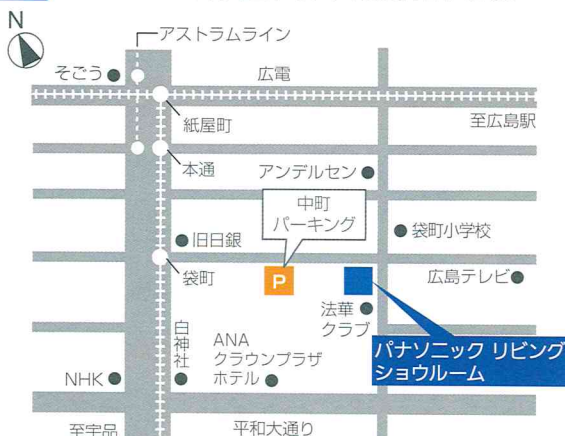 N
アストラムライン
そごう
広電
紙屋町
至広島駅
本通
アンデルセン
中町
パーキング
旧日銀
袋町小学校
袋町
P
広島テレビ
法華
クラブ
白神社
ANA
クラウンプラザ
ホテル
パナソニック リビング
ショウルーム
NHK
至宇品
平和大通り